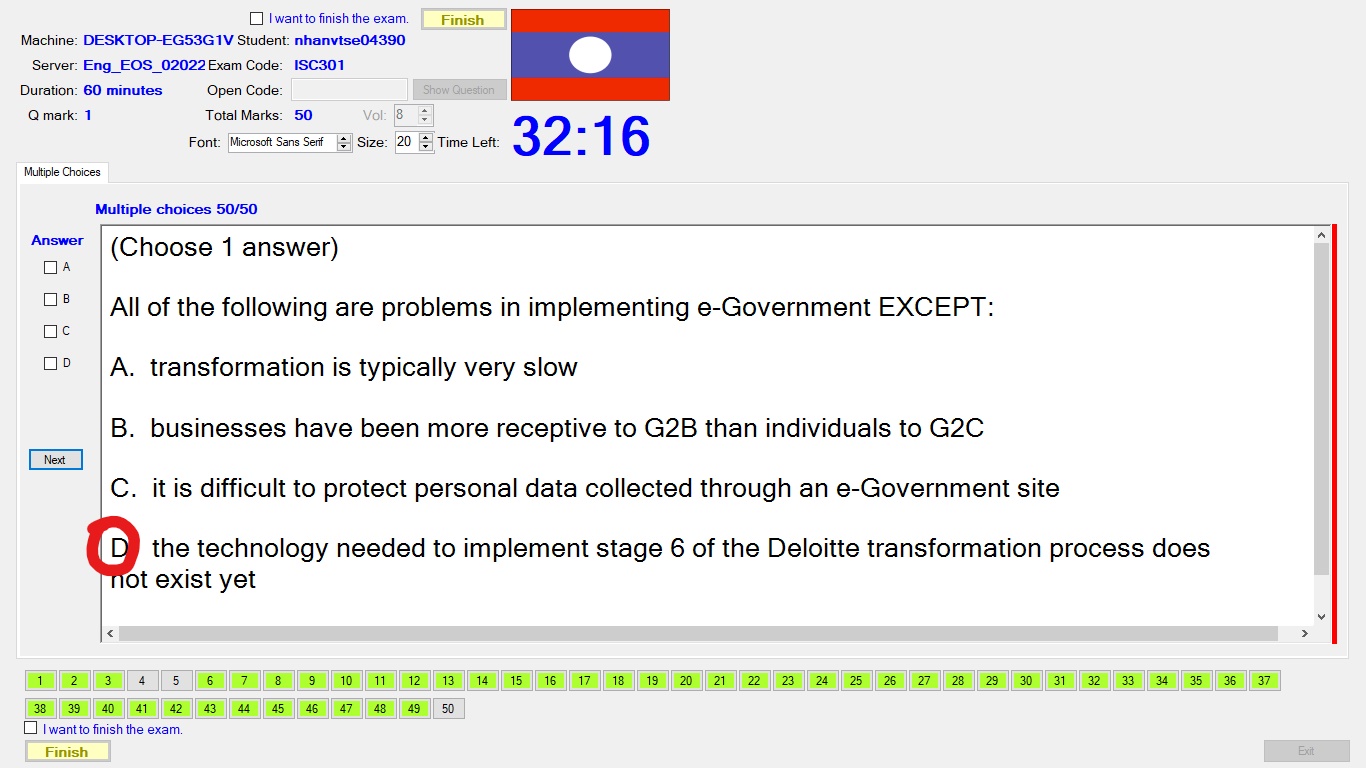 I want to finish the exam. Finish
Machine: DESKTOP-EG53G1V Student: nhanvtse04390
Server: Eng_EOS_02022 Exam Code: ISC301
Duration: 60 minutes Open Code: Show Question
Q mark: 1 Total Marks: 50 Vol: 8
Font: Microsoft Sans Serif Size: 20 Time Left: 32:16
Multiple Choices
Multiple choices 50/50
Answer
A
B
C
D
Next
(Choose 1 answer)
All of the following are problems in implementing e-Government EXCEPT:
A. transformation is typically very slow
B. businesses have been more receptive to G2B than individuals to G2C
C. it is difficult to protect personal data collected through an e-Government site
D. the technology needed to implement stage 6 of the Deloitte transformation process does
not exist yet
1 2 3 4 5 6 7 8 9 10 11 12 13 14 15 16 17 18 19 20 21 22 23 24 25 26 27 28 29 30 31 32 33 34 35 36 37
38 39 40 41 42 43 44 45 46 47 48 49 50
I want to finish the exam.
Finish Exit